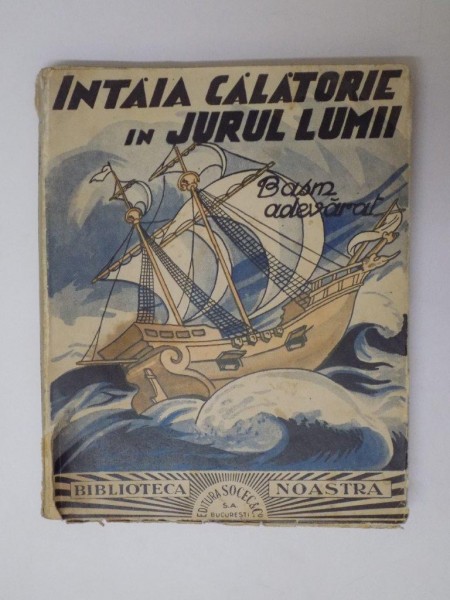 INTÂIA CĂLĂTORIE
IN JURUL LUMII
Basm
adevărat
BIBLIOTECA NOASTRA
EDITURA SOCEC & Co.
S.A.
BUCUREȘTI